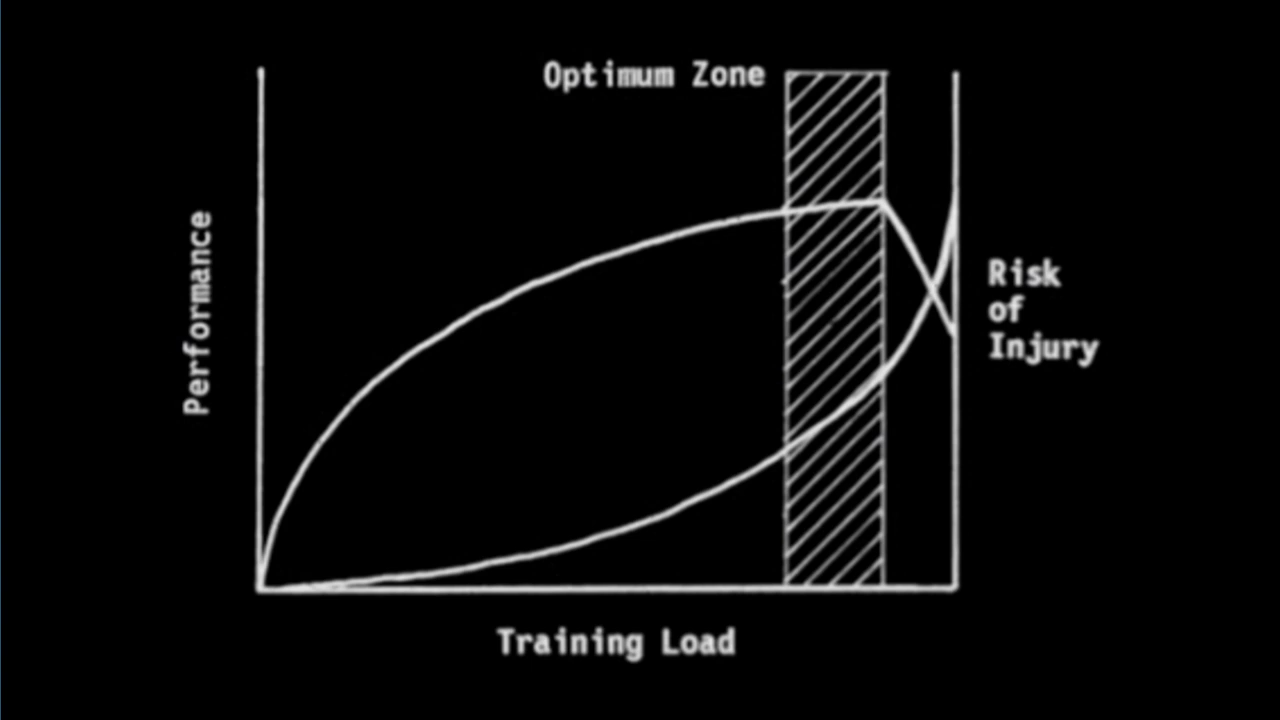 Optimum Zone
Performance
Risk
of
Injury
Training Load